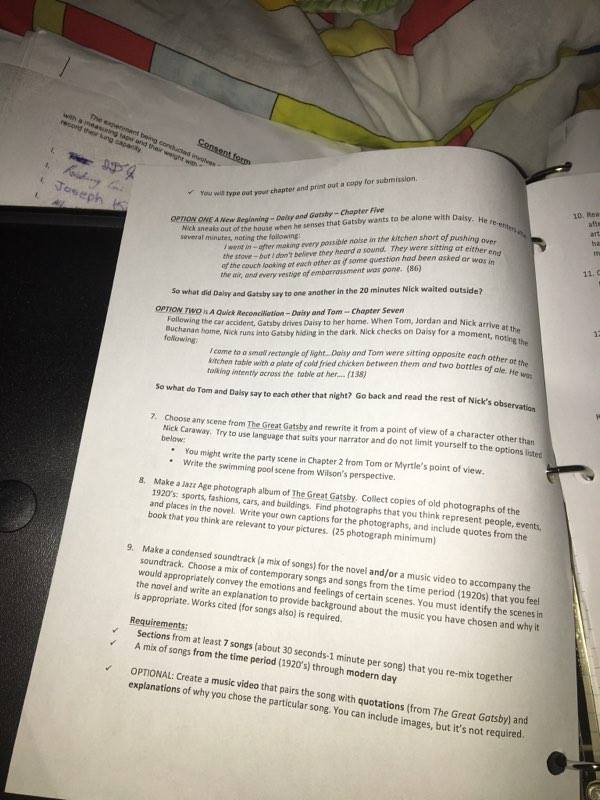 Consent form
The experiment being conducted involves
with a measuring tape and their weight with
record their lung capacity.
1.
2.
Joseph K
✓ You will type out your chapter and print out a copy for submission.
OPTION ONE A New Beginning – Daisy and Gatsby – Chapter Five
Nick sneaks out of the house when he senses that Gatsby wants to be alone with Daisy. He re-enters after
several minutes, noting the following:
I went in – after making every possible noise in the kitchen short of pushing over
the stove – but I don't believe they heard a sound. They were sitting at either end
of the couch looking at each other as if some question had been asked or was in
the air, and every vestige of embarrassment was gone. (86)
So what did Daisy and Gatsby say to one another in the 20 minutes Nick waited outside?
OPTION TWO is A Quick Reconciliation – Daisy and Tom – Chapter Seven
Following the car accident, Gatsby drives Daisy to her home. When Tom, Jordan and Nick arrive at the
Buchanan home, Nick runs into Gatsby hiding in the dark. Nick checks on Daisy for a moment, noting the
following:
I came to a small rectangle of light...Daisy and Tom were sitting opposite each other at the
kitchen table with a plate of cold fried chicken between them and two bottles of ale. He was
talking intently across the table at her.... (138)
So what do Tom and Daisy say to each other that night? Go back and read the rest of Nick's observation
7. Choose any scene from The Great Gatsby and rewrite it from a point of view of a character other than
Nick Caraway. Try to use language that suits your narrator and do not limit yourself to the options listed
below:
• You might write the party scene in Chapter 2 from Tom or Myrtle's point of view.
• Write the swimming pool scene from Wilson's perspective.
8. Make a Jazz Age photograph album of The Great Gatsby. Collect copies of old photographs of the
1920's: sports, fashions, cars, and buildings. Find photographs that you think represent people, events,
and places in the novel. Write your own captions for the photographs, and include quotes from the
book that you think are relevant to your pictures. (25 photograph minimum)
9. Make a condensed soundtrack (a mix of songs) for the novel and/or a music video to accompany the
soundtrack. Choose a mix of contemporary songs and songs from the time period (1920s) that you feel
would appropriately convey the emotions and feelings of certain scenes. You must identify the scenes in
the novel and write an explanation to provide background about the music you have chosen and why it
is appropriate. Works cited (for songs also) is required.
Requirements:
✓ Sections from at least 7 songs (about 30 seconds-1 minute per song) that you re-mix together
✓ A mix of songs from the time period (1920's) through modern day
✓ OPTIONAL: Create a music video that pairs the song with quotations (from The Great Gatsby) and
explanations of why you chose the particular song. You can include images, but it's not required.
10.
11.